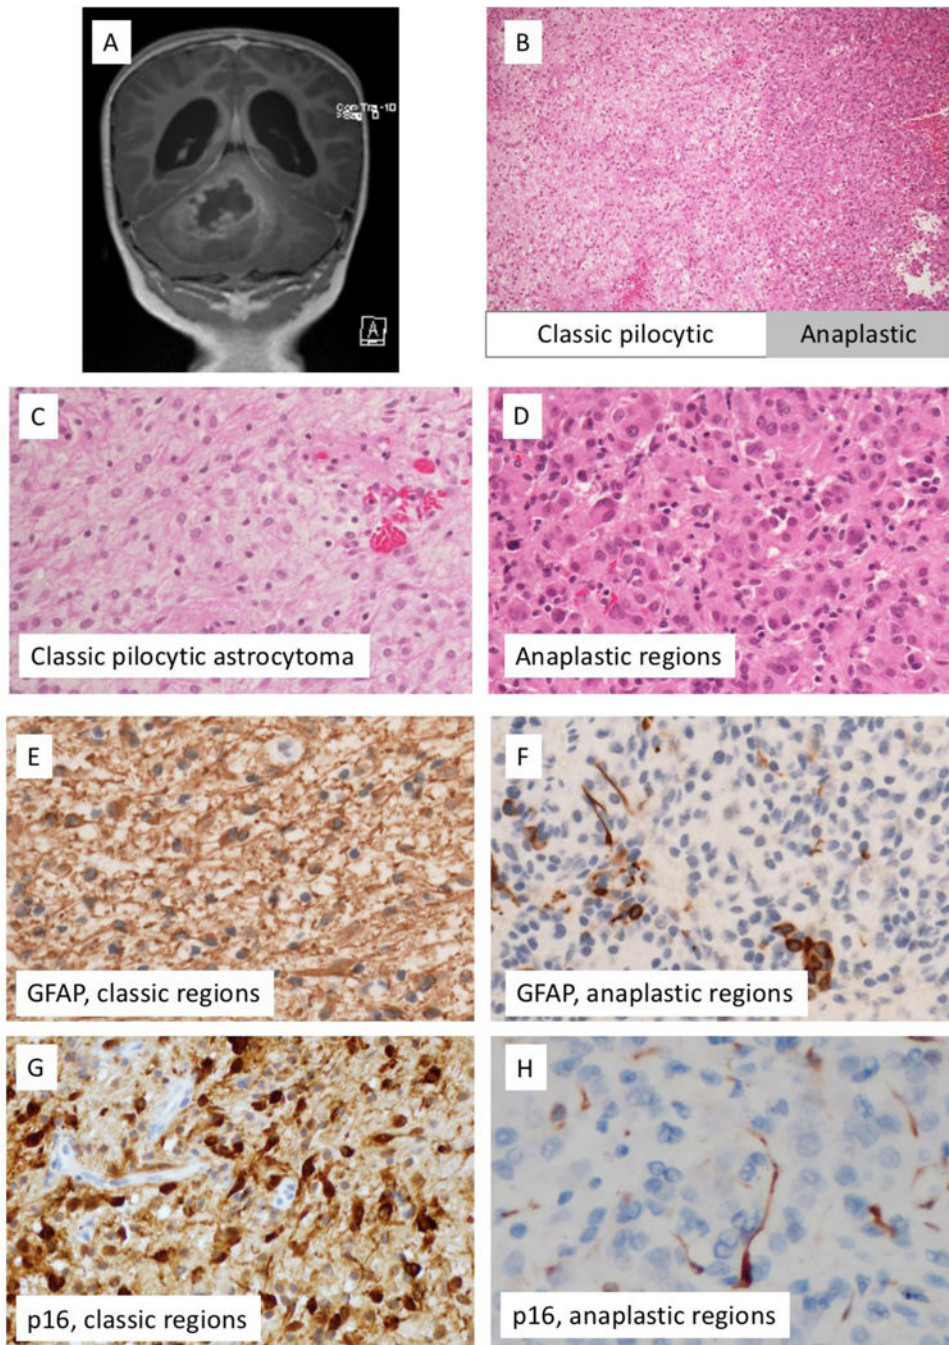 A
B
Classic pilocytic
Anaplastic
C
Classic pilocytic astrocytoma
D
Anaplastic regions
E
GFAP, classic regions
F
GFAP, anaplastic regions
G
p16, classic regions
H
p16, anaplastic regions